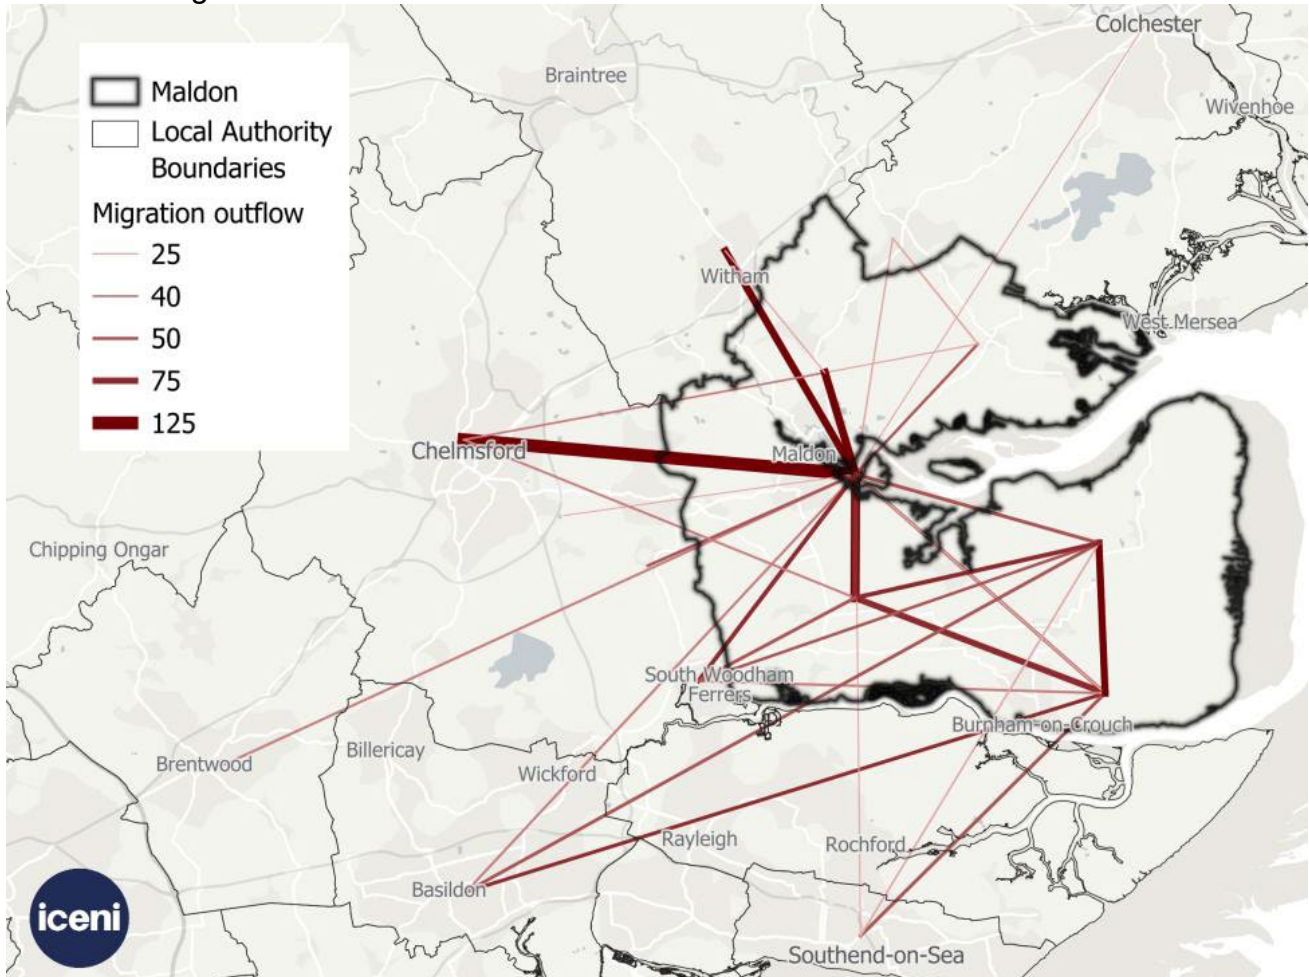 Colchester
Braintree
Maldon
Wivenhoe
Local Authority
Boundaries
Migration outflow
25
Witham
40
West Mersea
50
75
125
Chelmsford
Maldon
Chipping Ongar
South Woodham
Ferrers
Burnham-on-Crouch
Billericay
Brentwood
Wickford
Rayleigh
Rochford
Basildon
iceni
Southend-on-Sea